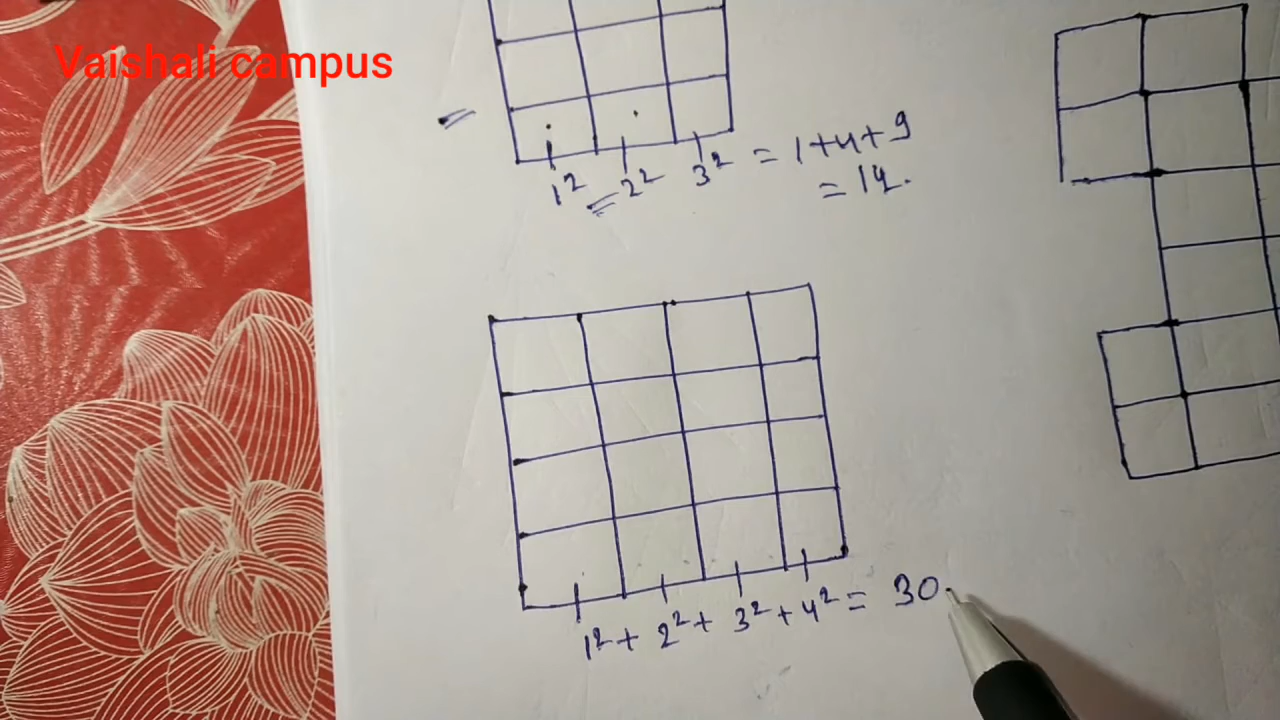 Vaishali campus
1² 2² 3² = 1+4+9
= 14.
1² + 2² + 3² + 4² = 30